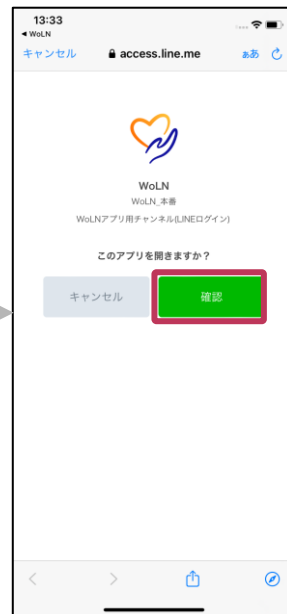 13:33
◀ WoLN
キャンセル access.line.me ぁあ
WoLN
WoLN_本番
WoLNアプリ用チャンネル(LINEログイン)
このアプリを開きますか？
キャンセル 確認